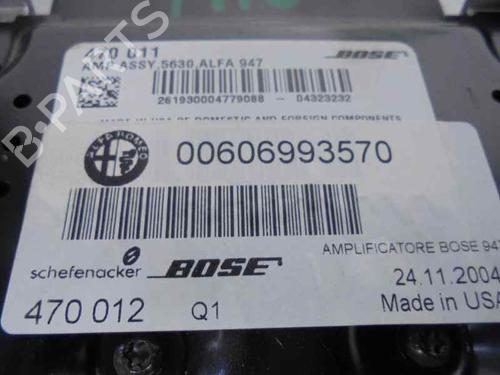 470 011
BOSE
AMP ASSY,5630,ALFA 947
261930004779088 -- 04323232
MADE IN USA OF DOMESTIC AND FOREIGN COMPONENTS
ALFA ROMEO
00606993570
AMPLIFICATORE BOSE 947
schefenacker
BOSE
24.11.2004
470 012
Q1
Made in USA
B-PARTS